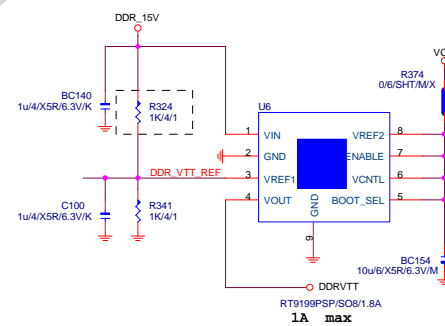 DDR_15V
VC
BC140
1u/4/X5R/6.3V/K
R324
1K/4/1
R374
0/6/SHT/M/X
U6
1 VIN VREF2 8
2 GND ENABLE 7
DDR_VTT_REF 3 VREF1 VCNTL 6
4 VOUT BOOT_SEL 5
GND
9
C100
1u/4/X5R/6.3V/K
R341
1K/4/1
BC154
10u/6/X5R/6.3V/M
DDRVTT
RT9199PSP/SO8/1.8A
1A max